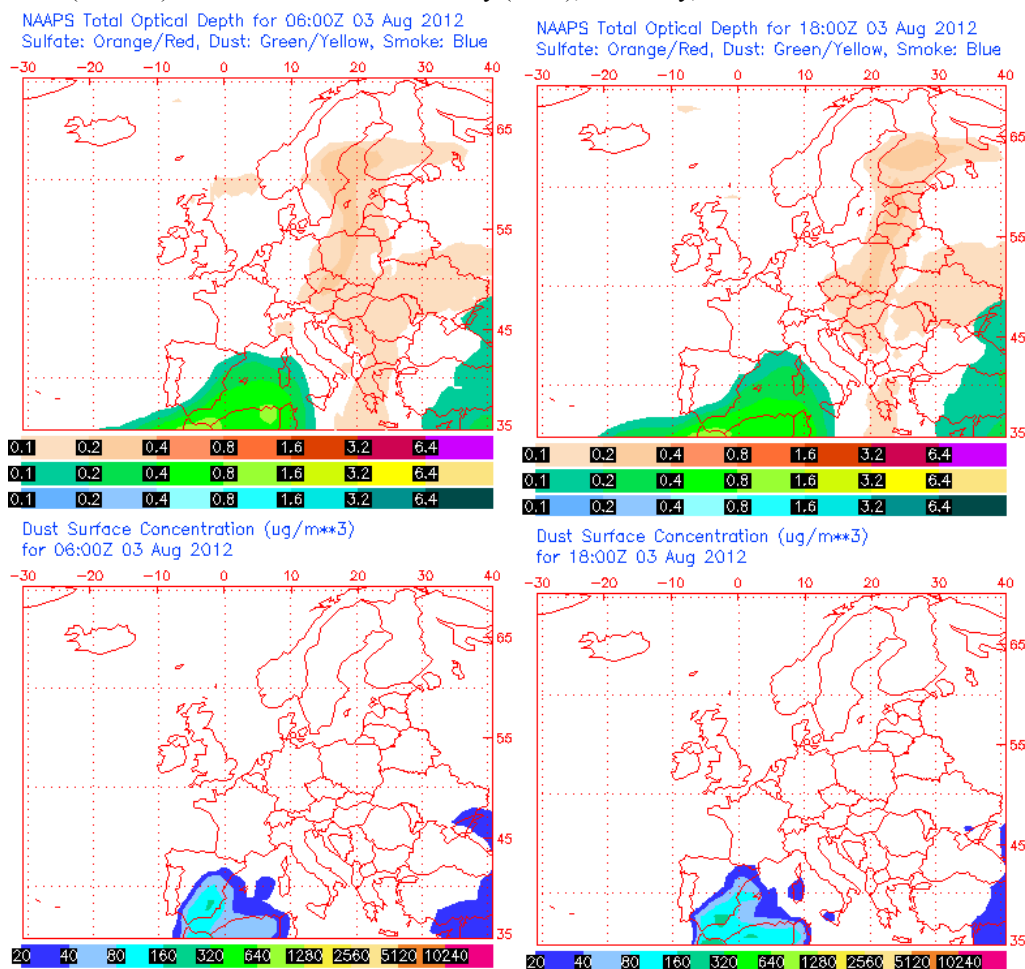 NAAPS Total Optical Depth for 06:00Z 03 Aug 2012
Sulfate: Orange/Red, Dust: Green/Yellow, Smoke: Blue
-30 -20 -10 0 10 20 30 40
65
55
45
35
0.1 0.2 0.4 0.8 1.6 3.2 6.4
0.1 0.2 0.4 0.8 1.6 3.2 6.4
0.1 0.2 0.4 0.8 1.6 3.2 6.4
NAAPS Total Optical Depth for 18:00Z 03 Aug 2012
Sulfate: Orange/Red, Dust: Green/Yellow, Smoke: Blue
-30 -20 -10 0 10 20 30 40
65
55
45
35
0.1 0.2 0.4 0.8 1.6 3.2 6.4
0.1 0.2 0.4 0.8 1.6 3.2 6.4
0.1 0.2 0.4 0.8 1.6 3.2 6.4
Dust Surface Concentration (ug/m**3)
for 06:00Z 03 Aug 2012
-30 -20 -10 0 10 20 30 40
65
55
45
35
20 40 80 160 320 640 1280 2560 5120 10240
Dust Surface Concentration (ug/m**3)
for 18:00Z 03 Aug 2012
-30 -20 -10 0 10 20 30 40
65
55
45
35
20 40 80 160 320 640 1280 2560 5120 10240